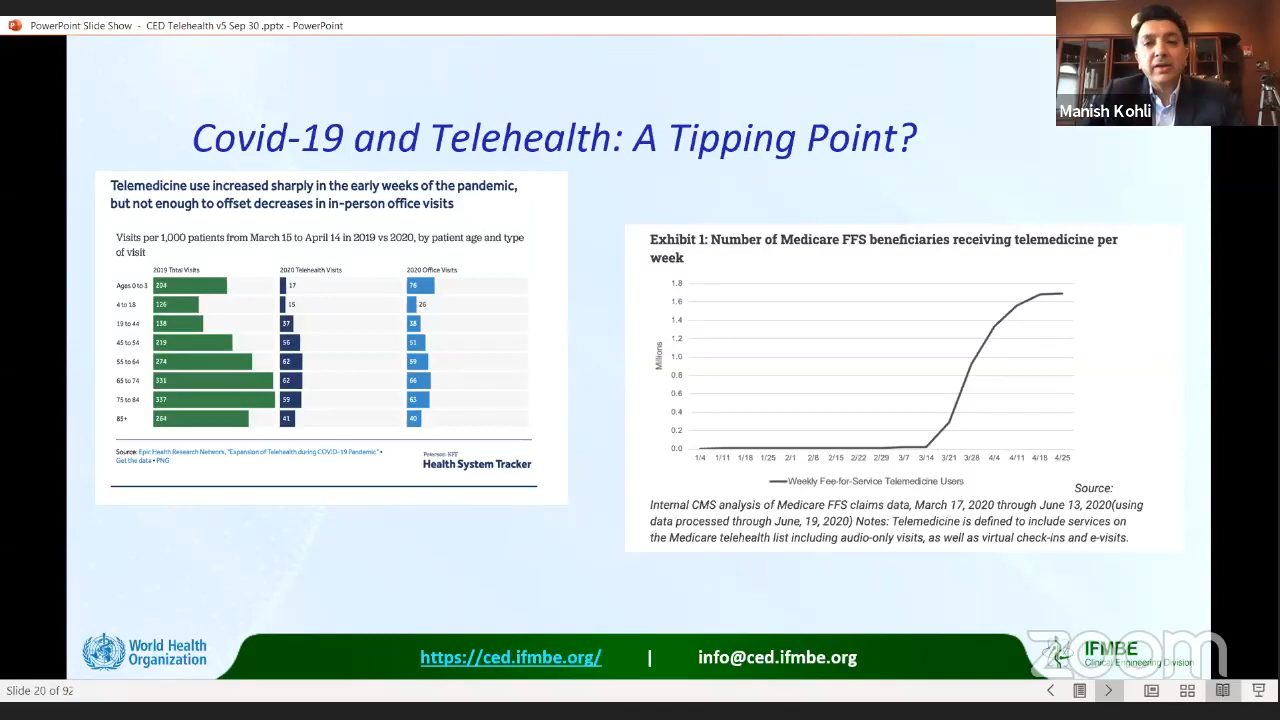 PowerPoint Slide Show - CED Telehealth v5 Sep 30 .pptx - PowerPoint
Manish Kohli
Covid-19 and Telehealth: A Tipping Point?
Telemedicine use increased sharply in the early weeks of the pandemic,
but not enough to offset decreases in in-person office visits
Visits per 1,000 patients from March 15 to April 14 in 2019 vs 2020, by patient age and type
of visit
2019 Total Visits 2020 Telehealth Visits 2020 Office Visits
Ages 0 to 3 204 17 76
4 to 18 126 15 26
19 to 44 138 37 38
45 to 54 219 56 51
55 to 64 274 62 59
65 to 74 331 62 66
75 to 84 337 59 63
85+ 264 41 40
Source: Epic Health Research Network, "Expansion of Telehealth during COVID-19 Pandemic" •
Get the data • PNG
Peterson-KFF
Health System Tracker
Exhibit 1: Number of Medicare FFS beneficiaries receiving telemedicine per
week
1.8
1.6
1.4
1.2
1.0
0.8
0.6
0.4
0.2
0.0
Millions
1/4 1/11 1/18 1/25 2/1 2/8 2/15 2/22 2/29 3/7 3/14 3/21 3/28 4/4 4/11 4/18 4/25
Weekly Fee-for-Service Telemedicine Users
Source:
Internal CMS analysis of Medicare FFS claims data, March 17, 2020 through June 13, 2020(using
data processed through June, 19, 2020) Notes: Telemedicine is defined to include services on
the Medicare telehealth list including audio-only visits, as well as virtual check-ins and e-visits.
World Health
Organization
https://ced.ifmbe.org/ | info@ced.ifmbe.org
IFMBE
Clinical Engineering Division
zoom
Slide 20 of 92